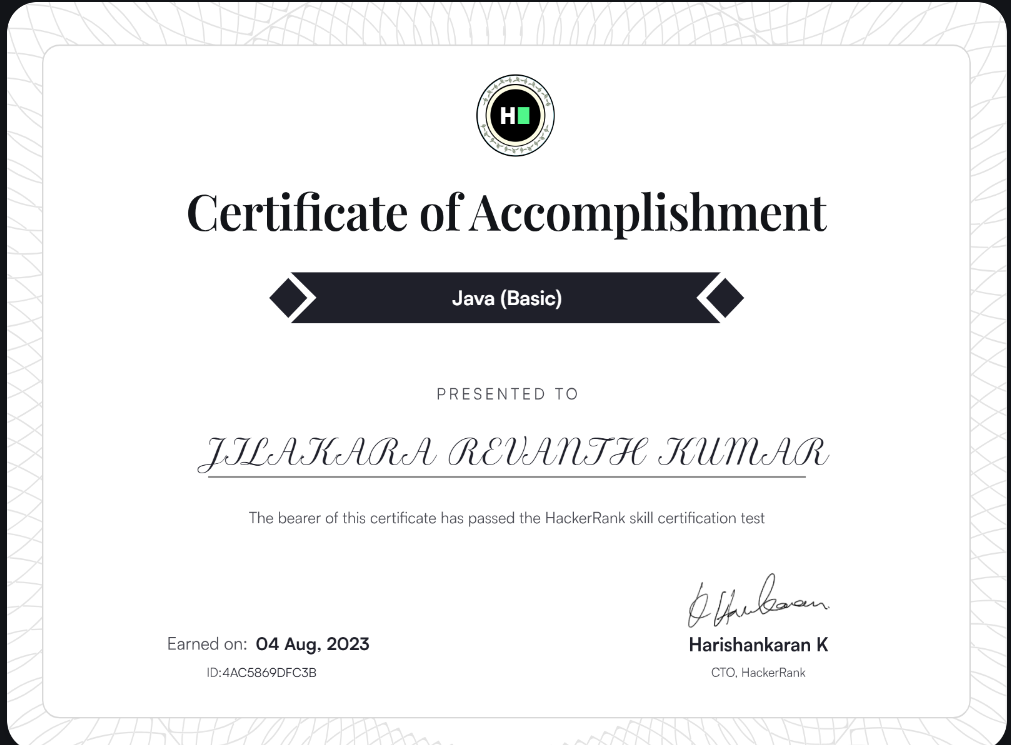 H
Certificate of Accomplishment
Java (Basic)
PRESENTED TO
JILAKARA REVANTH KUMAR
The bearer of this certificate has passed the HackerRank skill certification test
Earned on: 04 Aug, 2023
ID:4AC5869DFC3B
Harishankaran K
CTO, HackerRank